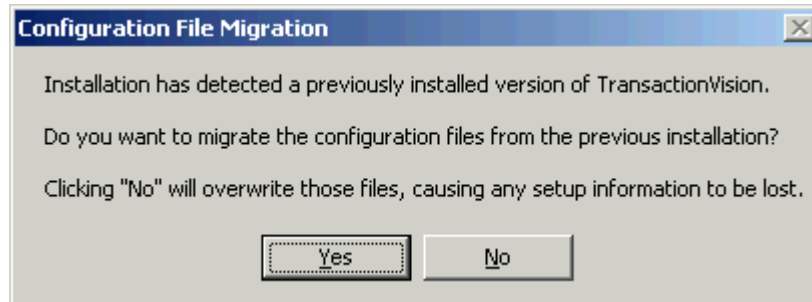 Configuration File Migration
Installation has detected a previously installed version of TransactionVision.
Do you want to migrate the configuration files from the previous installation?
Clicking "No" will overwrite those files, causing any setup information to be lost.
Yes No